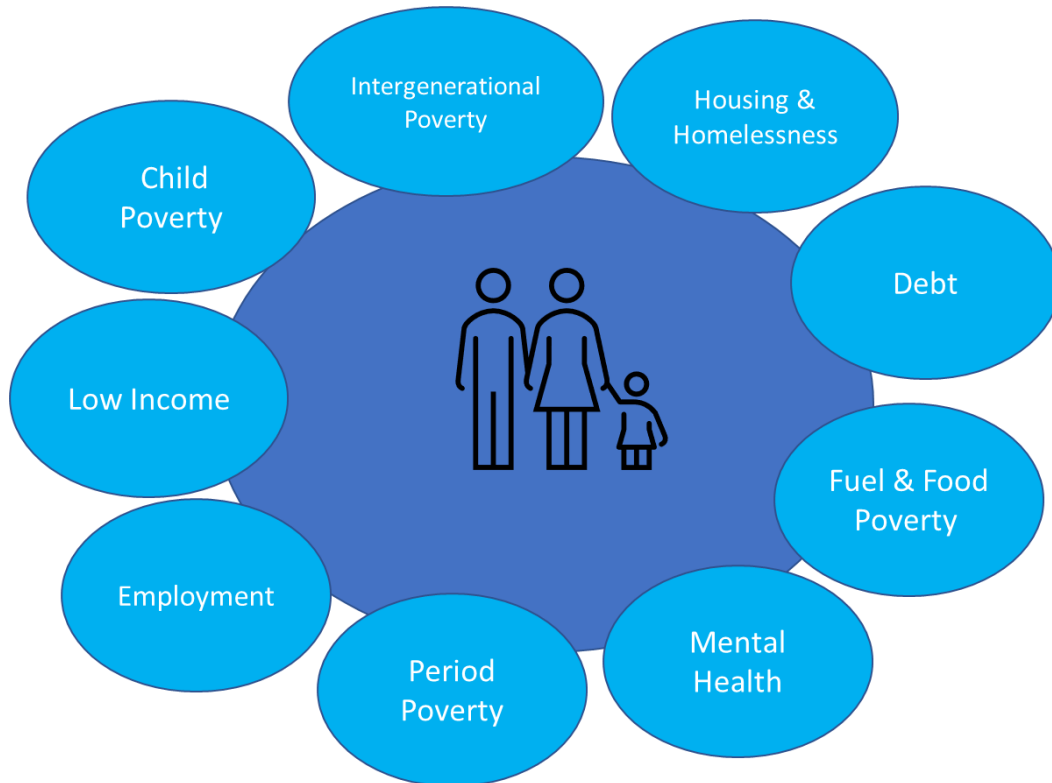 Intergenerational
Poverty
Housing &
Homelessness
Child
Poverty
Debt
Low Income
Fuel & Food
Poverty
Employment
Mental
Health
Period
Poverty